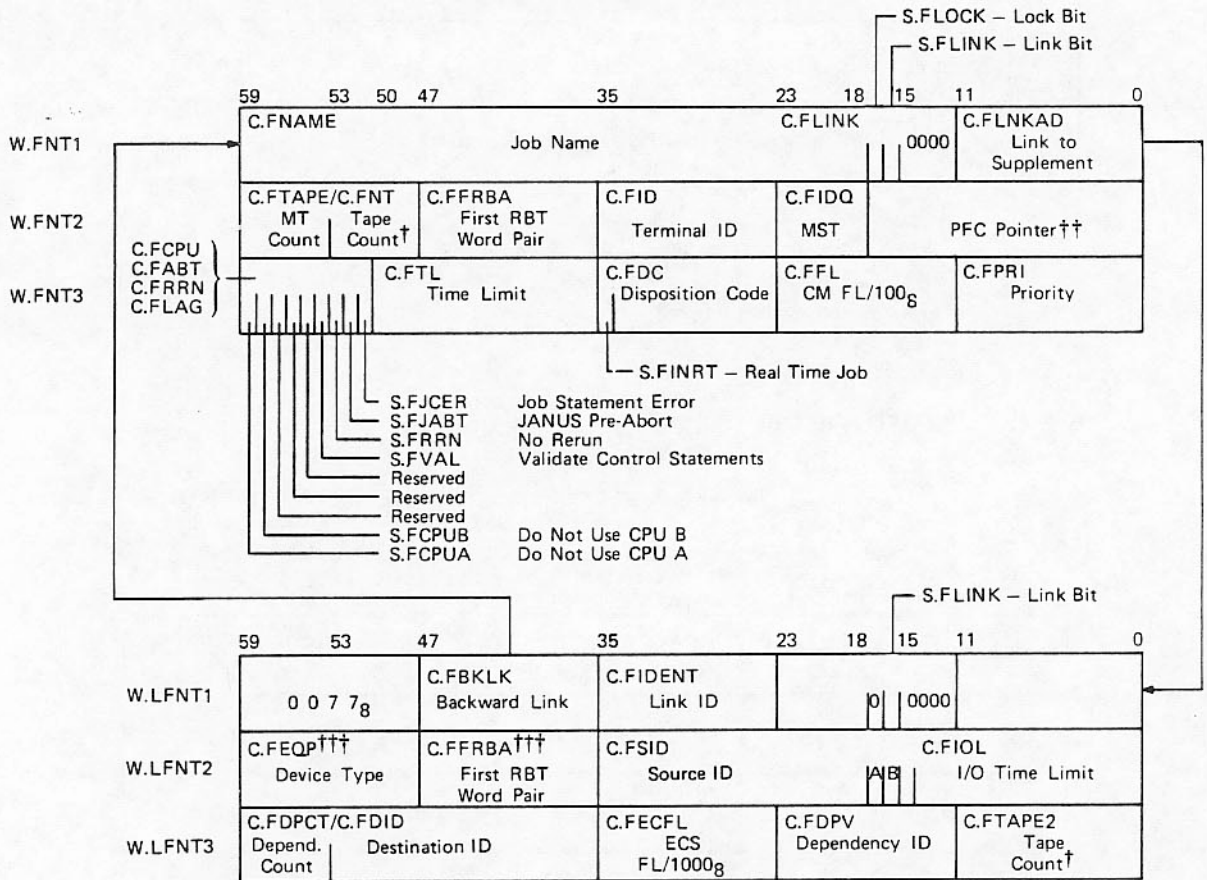 S.FLOCK – Lock Bit
S.FLINK – Link Bit
59 53 50 47 35 23 18 15 11 0
W.FNT1
C.FNAME
Job Name
C.FLINK
0000
C.FLNKAD
Link to
Supplement
W.FNT2
C.FTAPE/C.FNT
MT
Count
Tape
Count†
C.FFRBA
First RBT
Word Pair
C.FID
Terminal ID
C.FIDQ
MST
PFC Pointer††
C.FCPU
C.FABT
C.FRRN
C.FLAG
W.FNT3
C.FTL
Time Limit
C.FDC
Disposition Code
C.FFL
CM FL/100₈
C.FPRI
Priority
S.FINRT – Real Time Job
S.FJCER Job Statement Error
S.FJABT JANUS Pre-Abort
S.FRRN No Rerun
S.FVAL Validate Control Statements
Reserved
Reserved
Reserved
S.FCPUB Do Not Use CPU B
S.FCPUA Do Not Use CPU A
S.FLINK – Link Bit
59 53 47 35 23 18 15 11 0
W.LFNT1
0 0 7 7₈
C.FBKLK
Backward Link
C.FIDENT
Link ID
0
0000
W.LFNT2
C.FEQP†††
Device Type
C.FFRBA†††
First RBT
Word Pair
C.FSID
Source ID
A B
C.FIOL
I/O Time Limit
W.LFNT3
C.FDPCT/C.FDID
Depend.
Count
Destination ID
C.FECFL
ECS
FL/1000₈
C.FDPV
Dependency ID
C.FTAPE2
Tape
Count†